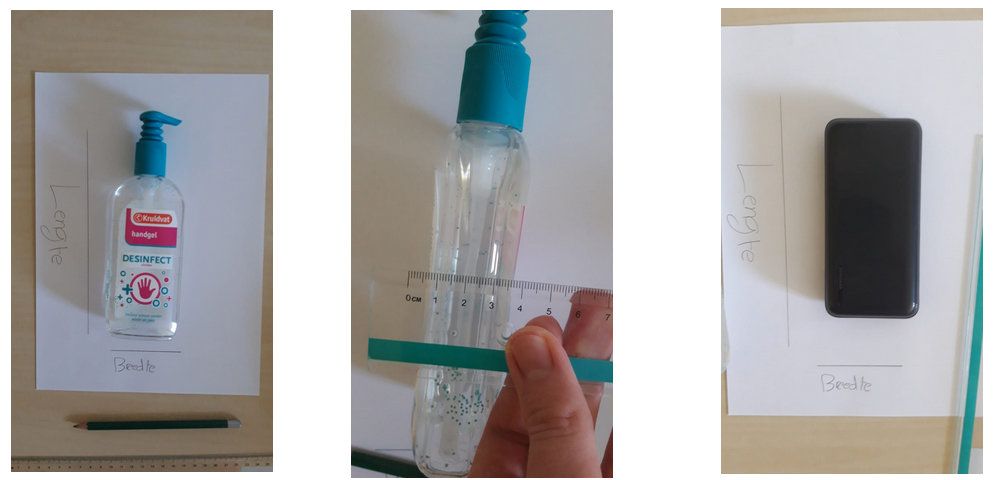 Lengte
Kruidvat
handgel
DESINFECT
Breedte
0 CM 1 2 3 4 5 6 7
Lengte
Breedte